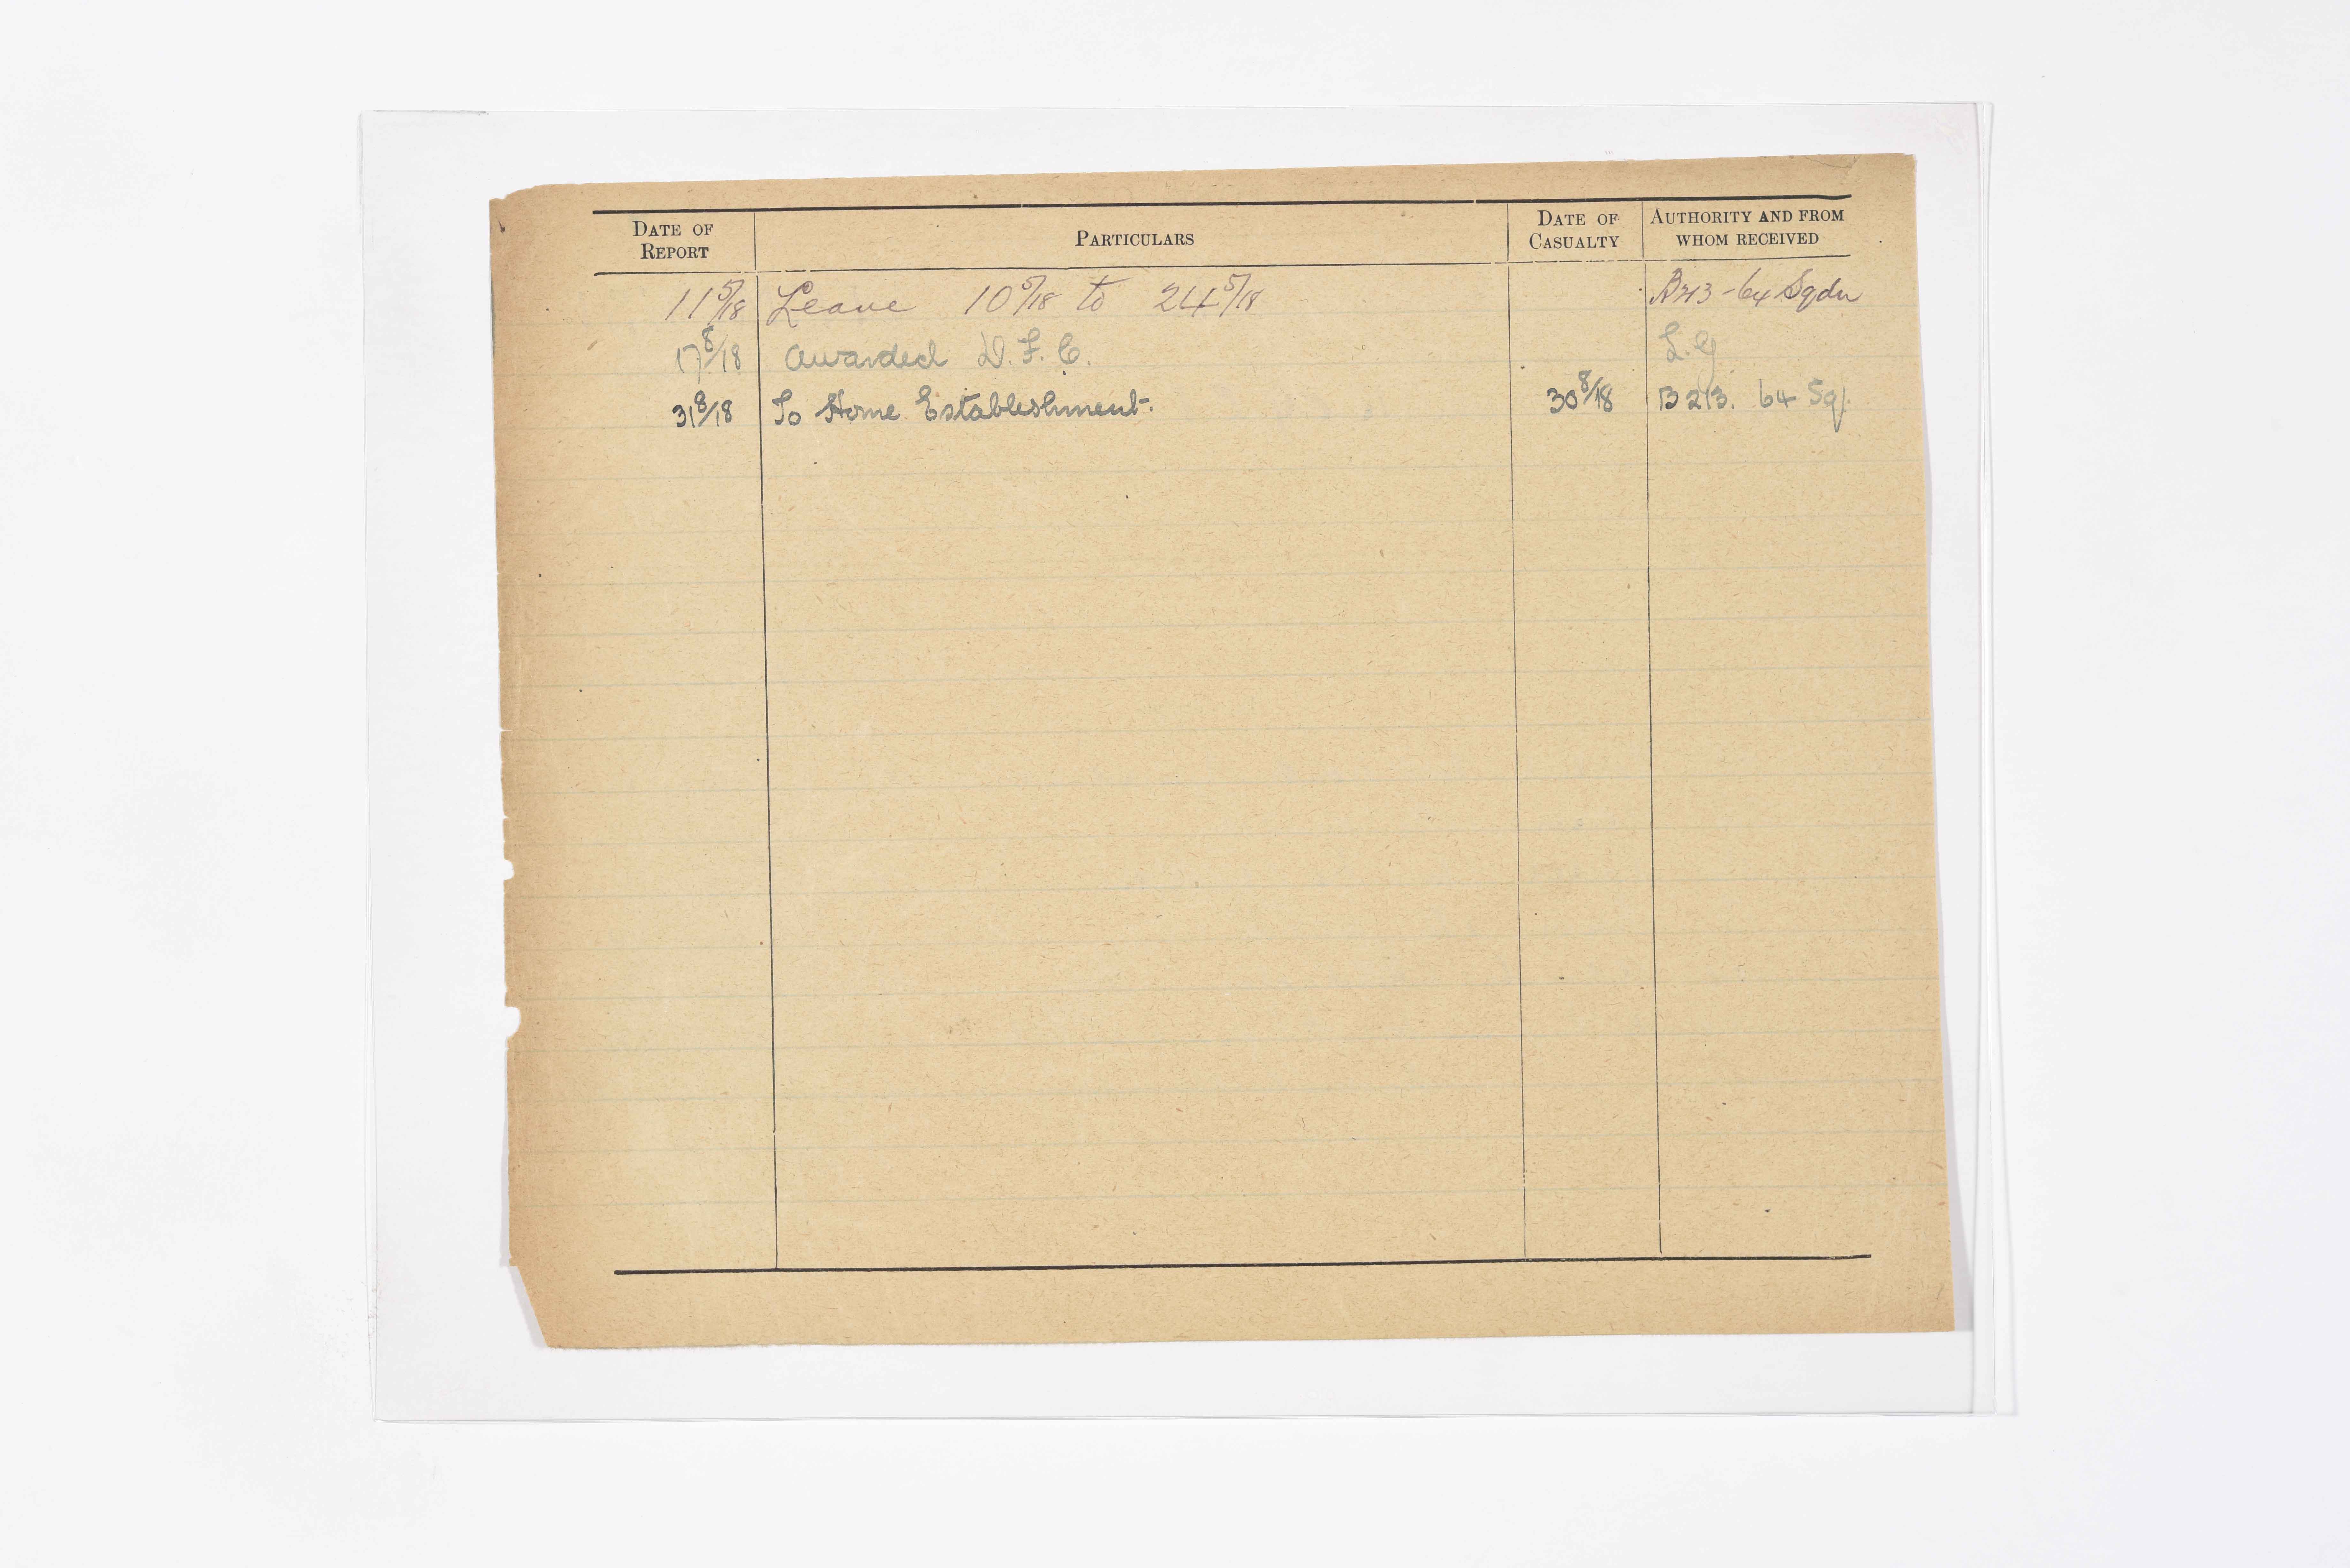 DATE OF REPORT PARTICULARS DATE OF CASUALTY AUTHORITY AND FROM WHOM RECEIVED
11 5/18 Leave 10 5/18 to 24 5/18 B213 - 64 Sqdn
17 8/18 Awarded D.F.C. L.G
31 8/18 To Home Establishment. 30 8/18 B 213. 64 Sq.